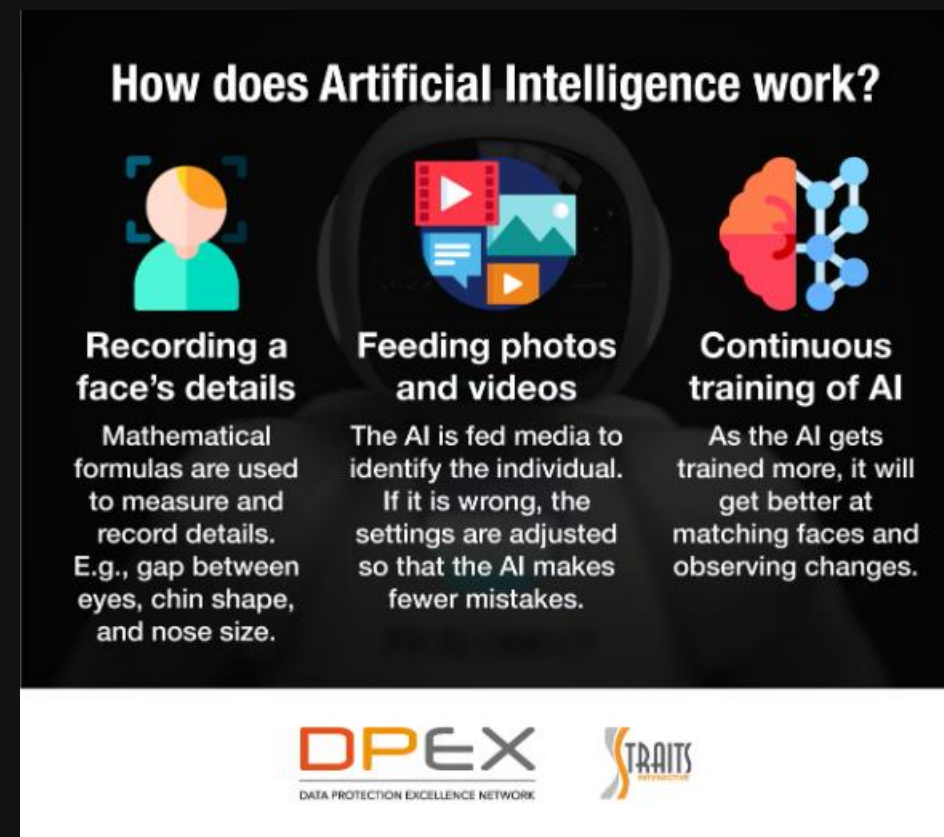 How does Artificial Intelligence work?
Recording a
face's details
Mathematical
formulas are used
to measure and
record details.
E.g., gap between
eyes, chin shape,
and nose size.
Feeding photos
and videos
The AI is fed media to
identify the individual.
If it is wrong, the
settings are adjusted
so that the AI makes
fewer mistakes.
Continuous
training of AI
As the AI gets
trained more, it will
get better at
matching faces and
observing changes.
DPEX
DATA PROTECTION EXCELLENCE NETWORK
STRAITS
INTERACTIVE